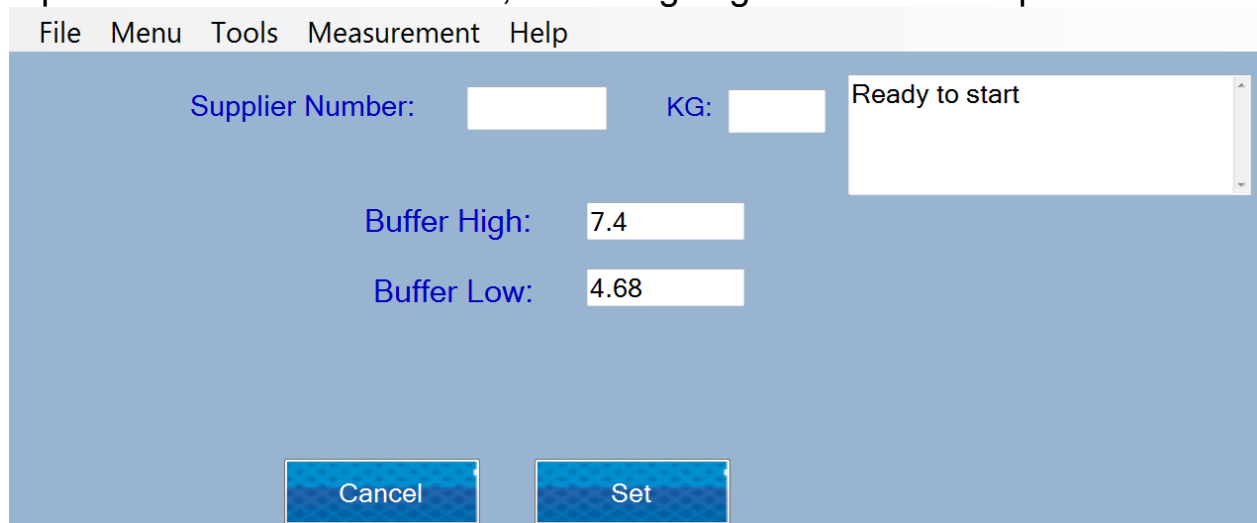 File Menu Tools Measurement Help
Supplier Number: KG: Ready to start
Buffer High: 7.4
Buffer Low: 4.68
Cancel Set